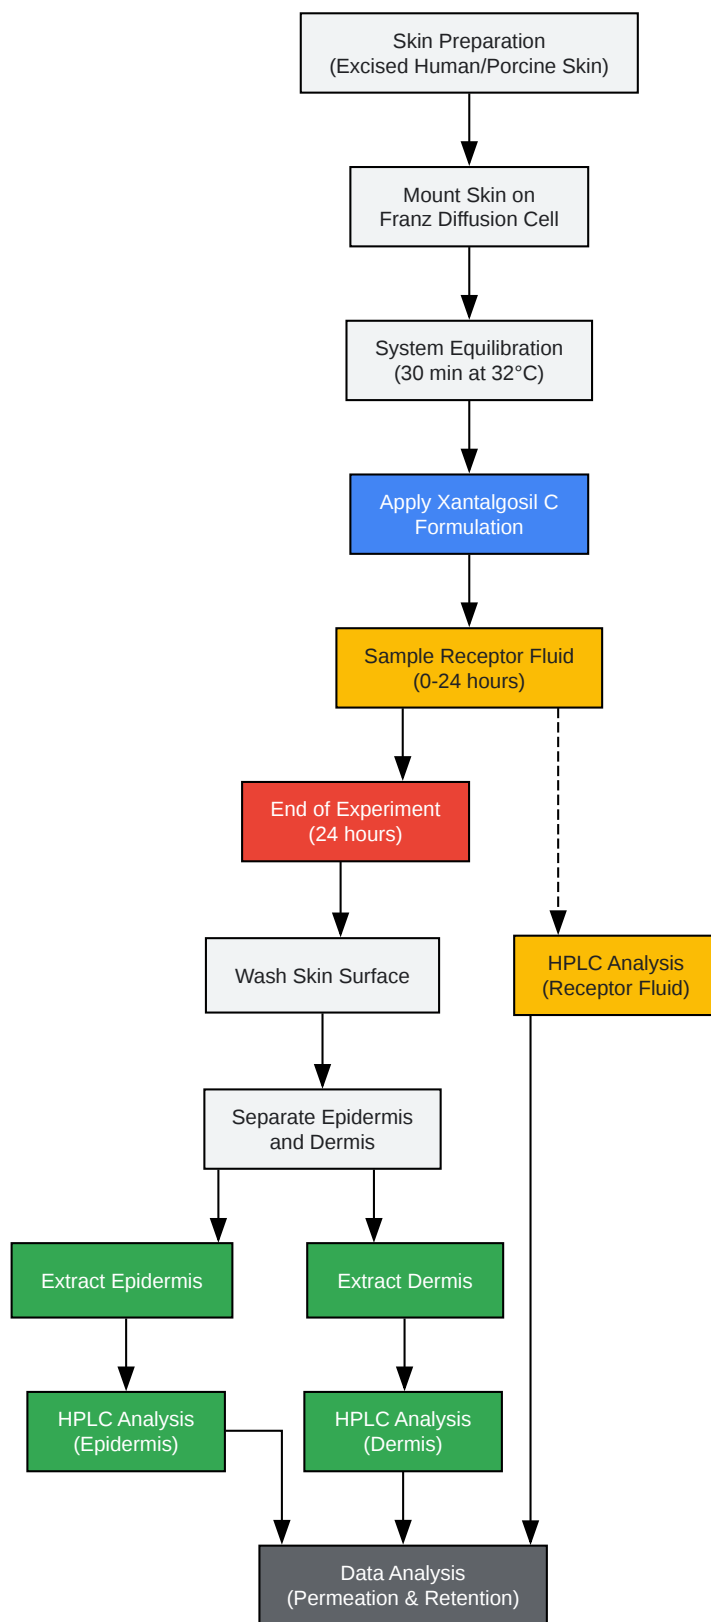 Skin Preparation
(Excised Human/Porcine Skin)
Mount Skin on
Franz Diffusion Cell
System Equilibration
(30 min at 32°C)
Apply Xantalgosil C
Formulation
Sample Receptor Fluid
(0-24 hours)
End of Experiment
(24 hours)
Wash Skin Surface
HPLC Analysis
(Receptor Fluid)
Separate Epidermis
and Dermis
Extract Epidermis
Extract Dermis
HPLC Analysis
(Epidermis)
HPLC Analysis
(Dermis)
Data Analysis
(Permeation & Retention)